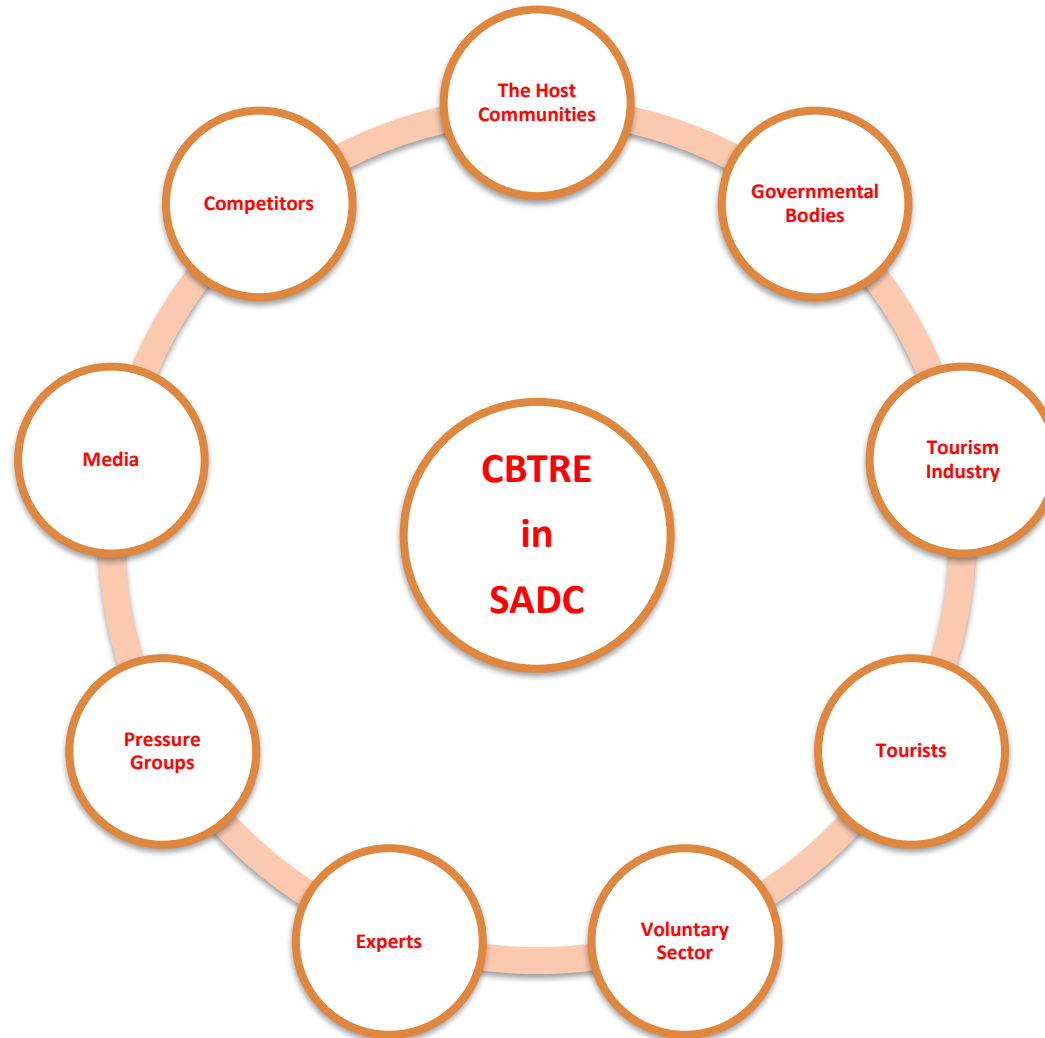 The Host
Communities
Governmental
Bodies
Tourism
Industry
Tourists
Voluntary
Sector
Experts
Pressure
Groups
Media
Competitors
CBTRE
in
SADC